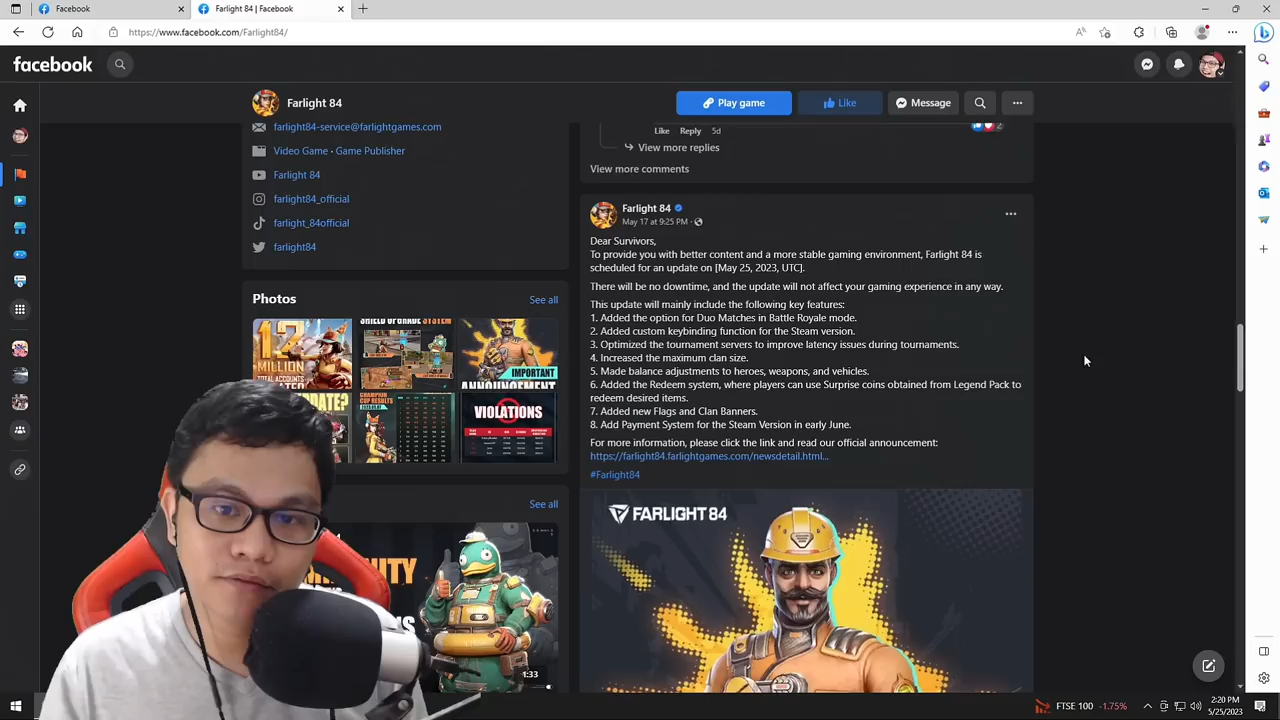 Facebook
Farlight 84 | Facebook
https://www.facebook.com/Farlight84/
facebook
Farlight 84
Play game
Like
Message
farlight84-service@farlightgames.com
Video Game · Game Publisher
Farlight 84
farlight84_official
farlight_84official
farlight84
Photos
See all
12
MILLION
TOTAL ACCOUNTS
SHIELD UPGRADE SYSTEM
IMPORTANT
ANNOUNCEMENT
DATE?
CHAMPION
CUP RESULTS
VIOLATIONS
See all
1:33
Like Reply 5d
2
View more replies
View more comments
Farlight 84
May 17 at 9:25 PM ·
Dear Survivors,
To provide you with better content and a more stable gaming environment, Farlight 84 is
scheduled for an update on [May 25, 2023, UTC].
There will be no downtime, and the update will not affect your gaming experience in any way.
This update will mainly include the following key features:
1. Added the option for Duo Matches in Battle Royale mode.
2. Added custom keybinding function for the Steam version.
3. Optimized the tournament servers to improve latency issues during tournaments.
4. Increased the maximum clan size.
5. Made balance adjustments to heroes, weapons, and vehicles.
6. Added the Redeem system, where players can use Surprise coins obtained from Legend Pack to
redeem desired items.
7. Added new Flags and Clan Banners.
8. Add Payment System for the Steam Version in early June.
For more information, please click the link and read our official announcement:
https://farlight84.farlightgames.com/newsdetail.html...
#Farlight84
FARLIGHT 84
FTSE 100 -1.75%
2:20 PM
5/25/2023